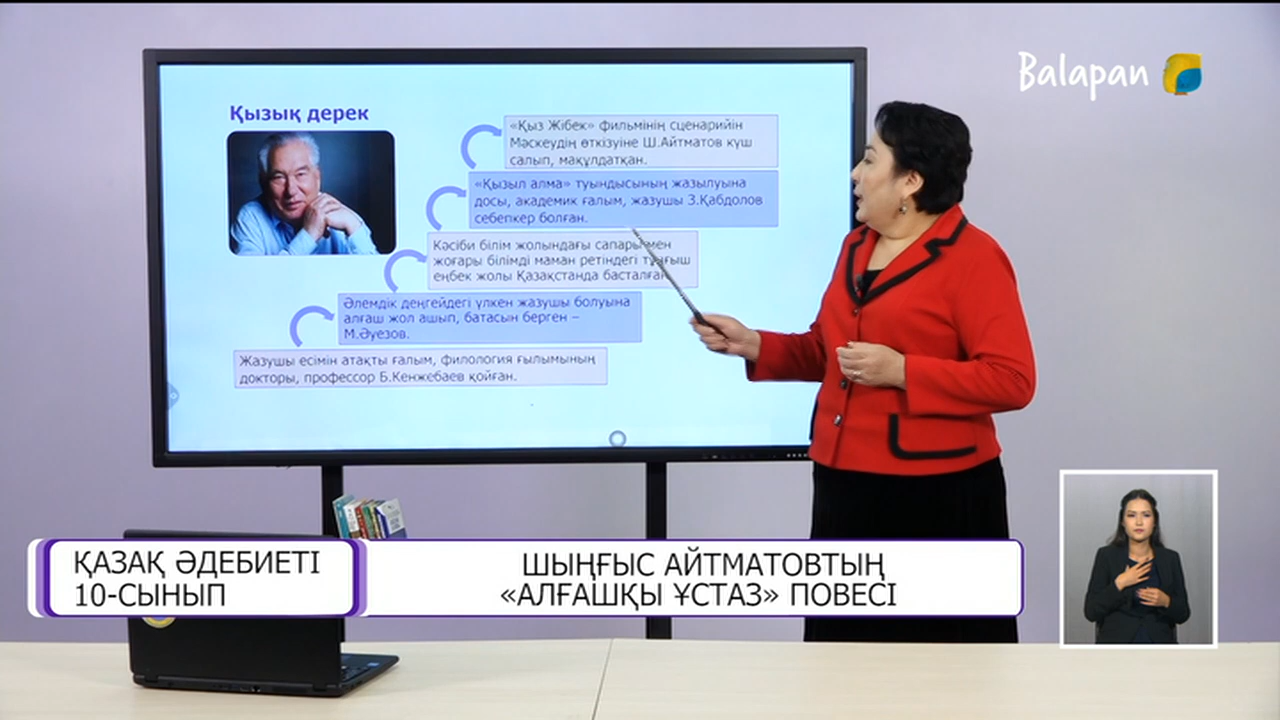 Balapan
Қызық дерек
«Қыз Жібек» фильмінің сценарийін
Мәскеудің өткізуіне Ш.Айтматов күш
салып, мақұлдатқан.
«Қызыл алма» туындысының жазылуына
досы, академик ғалым, жазушы З.Қабдолов
себепкер болған.
Кәсіби білім жолындағы сапары мен
жоғары білімді маман ретіндегі тұңғыш
еңбек жолы Қазақстанда басталған.
Әлемдік деңгейдегі үлкен жазушы болуына
алғаш жол ашып, батасын берген –
М.Әуезов.
Жазушы есімін атақты ғалым, филология ғылымының
докторы, профессор Б.Кенжебаев қойған.
ҚАЗАҚ ӘДЕБИЕТІ
10-СЫНЫП
ШЫҢҒЫС АЙТМАТОВТЫҢ
«АЛҒАШҚЫ ҰСТАЗ» ПОВЕСІ